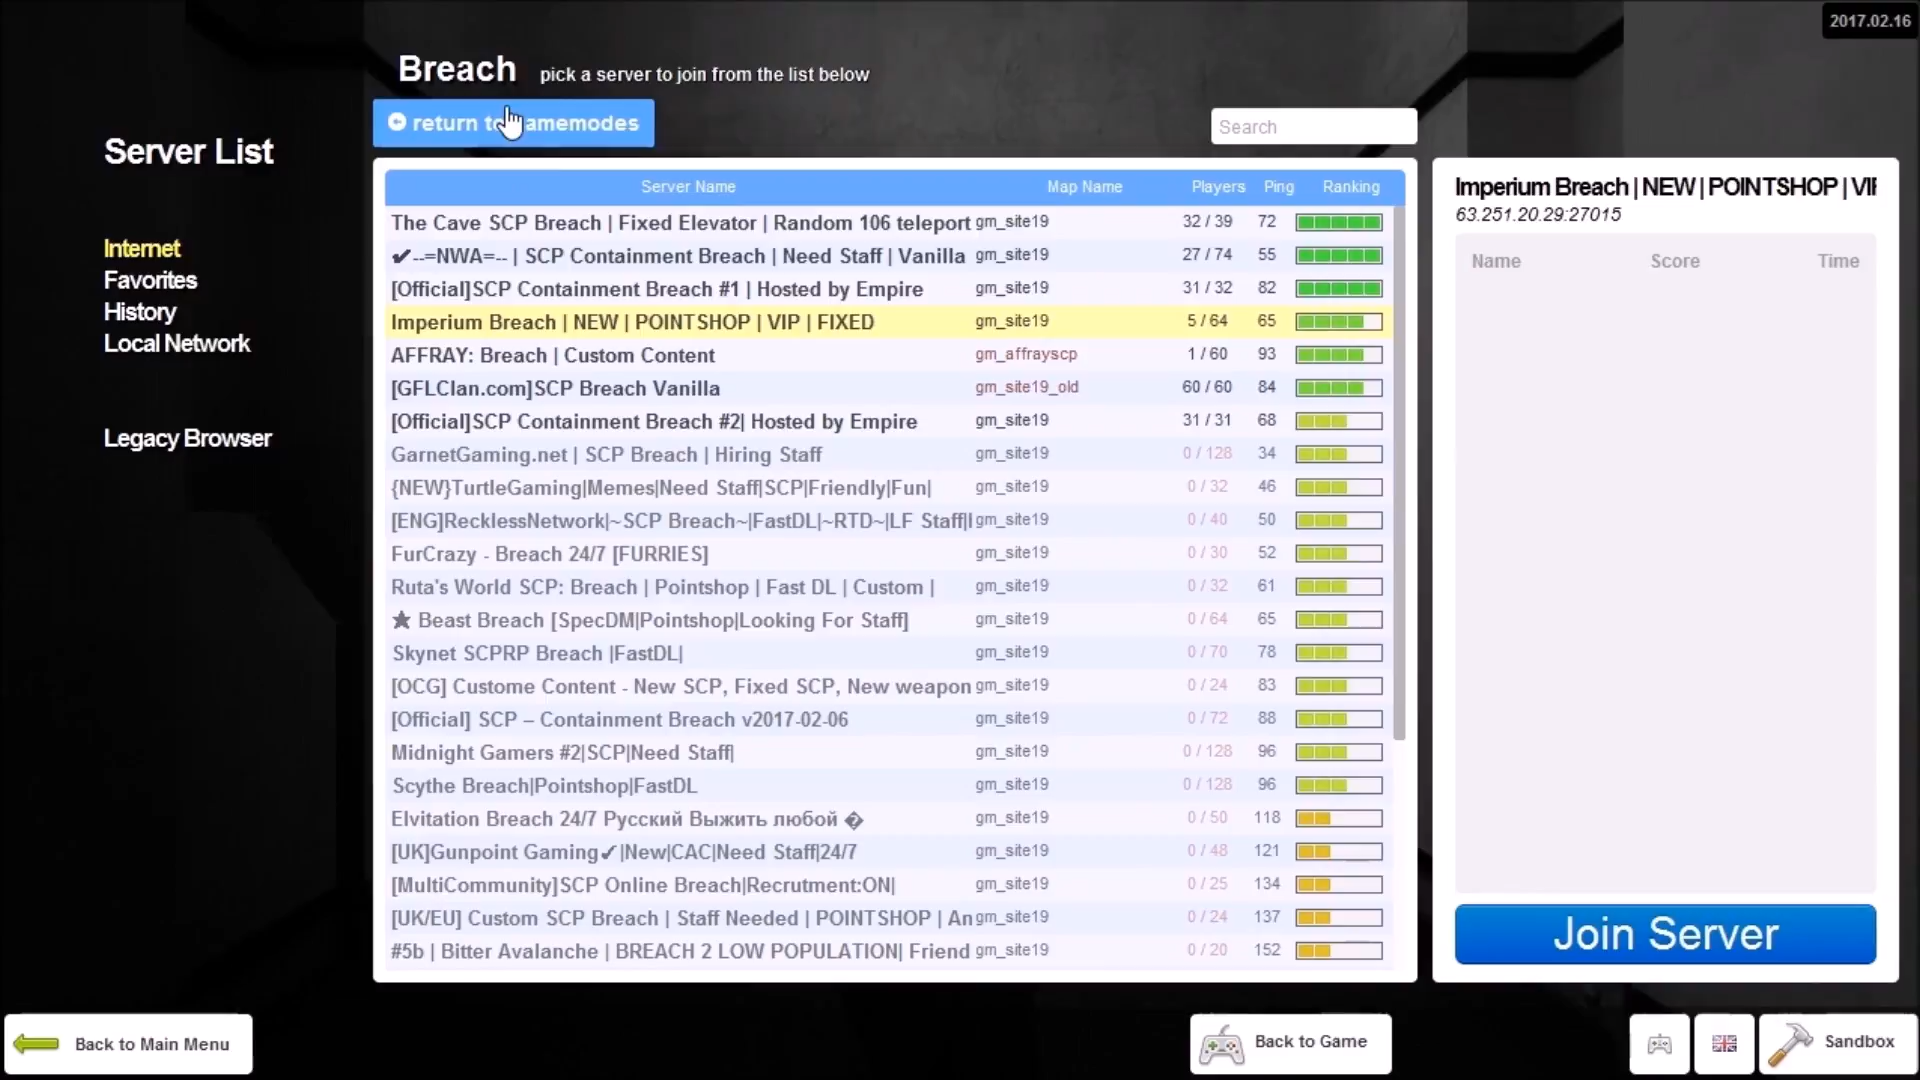 2017.02.16
Breach pick a server to join from the list below
return to gamemodes
Search
Server List
Internet
Favorites
History
Local Network
Legacy Browser
Server Name Map Name Players Ping Ranking
The Cave SCP Breach | Fixed Elevator | Random 106 teleport gm_site19 32 / 39 72
✔--=NWA=-- | SCP Containment Breach | Need Staff | Vanilla gm_site19 27 / 74 55
[Official]SCP Containment Breach #1 | Hosted by Empire gm_site19 31 / 32 82
Imperium Breach | NEW | POINTSHOP | VIP | FIXED gm_site19 5 / 64 65
AFFRAY: Breach | Custom Content gm_affrayscp 1 / 60 93
[GFLClan.com]SCP Breach Vanilla gm_site19_old 60 / 60 84
[Official]SCP Containment Breach #2| Hosted by Empire gm_site19 31 / 31 68
GarnetGaming.net | SCP Breach | Hiring Staff gm_site19 0 / 128 34
{NEW}TurtleGaming|Memes|Need Staff|SCP|Friendly|Fun| gm_site19 0 / 32 46
[ENG]RecklessNetwork|~SCP Breach~|FastDL|~RTD~|LF Staff| gm_site19 0 / 40 50
FurCrazy - Breach 24/7 [FURRIES] gm_site19 0 / 30 52
Ruta's World SCP: Breach | Pointshop | Fast DL | Custom | gm_site19 0 / 32 61
★ Beast Breach [SpecDM|Pointshop|Looking For Staff] gm_site19 0 / 64 65
Skynet SCPRP Breach |FastDL| gm_site19 0 / 70 78
[OCG] Custome Content - New SCP, Fixed SCP, New weapon gm_site19 0 / 24 83
[Official] SCP – Containment Breach v2017-02-06 gm_site19 0 / 72 88
Midnight Gamers #2|SCP|Need Staff| gm_site19 0 / 128 96
Scythe Breach|Pointshop|FastDL gm_site19 0 / 128 96
Elvitation Breach 24/7 Русский Выжить любой � gm_site19 0 / 50 118
[UK]Gunpoint Gaming✔|New|CAC|Need Staff|24/7 gm_site19 0 / 48 121
[MultiCommunity]SCP Online Breach|Recrutment:ON| gm_site19 0 / 25 134
[UK/EU] Custom SCP Breach | Staff Needed | POINTSHOP | An gm_site19 0 / 24 137
#5b | Bitter Avalanche | BREACH 2 LOW POPULATION| Friend gm_site19 0 / 20 152
Imperium Breach | NEW | POINTSHOP | VI
63.251.20.29:27015
Name Score Time
Join Server
Back to Main Menu
Back to Game
Sandbox